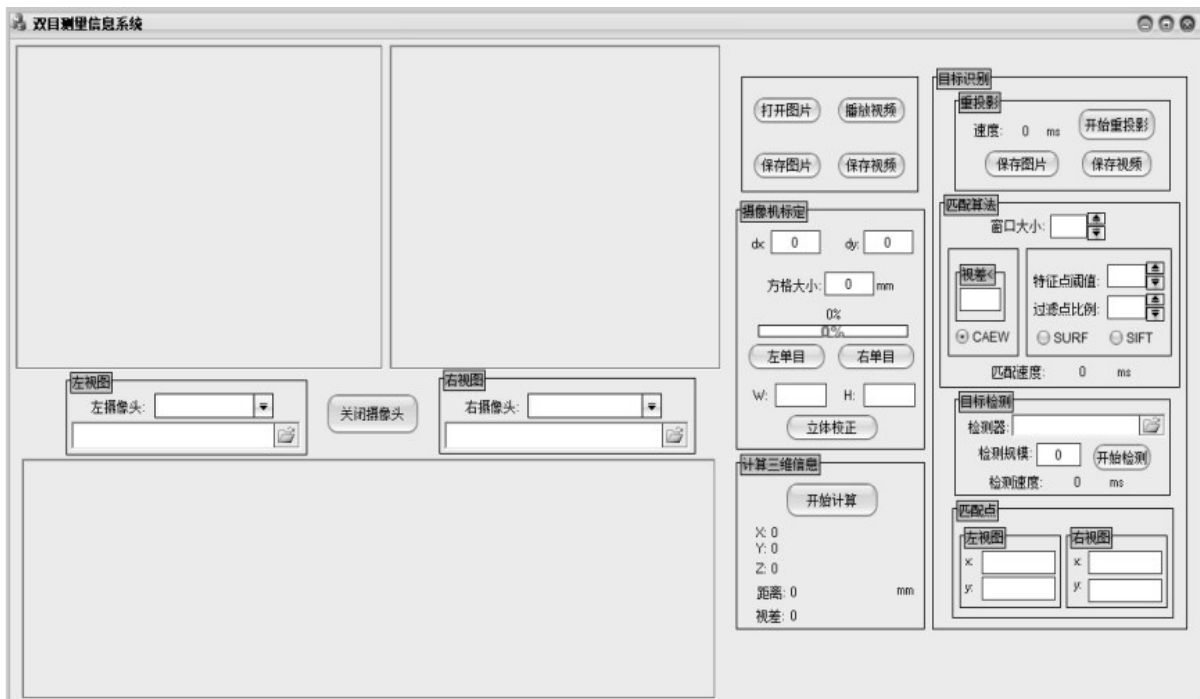 双目测量信息系统
打开图片 播放视频
保存图片 保存视频
摄像机标定
dx: 0 dy: 0
方格大小: 0 mm
0%
0%
左单目 右单目
W: H:
立体校正
计算三维信息
开始计算
X: 0
Y: 0
Z: 0
距离: 0 mm
视差: 0
目标识别
重投影
速度: 0 ms 开始重投影
保存图片 保存视频
匹配算法
窗口大小:
视差<
特征点阈值:
过滤点比例:
CAEW SURF SIFT
匹配速度: 0 ms
目标检测
检测器:
检测规模: 0 开始检测
检测速度: 0 ms
匹配点
左视图 右视图
x: x:
y: y:
左视图
左摄像头:
关闭摄像头
右视图
右摄像头: